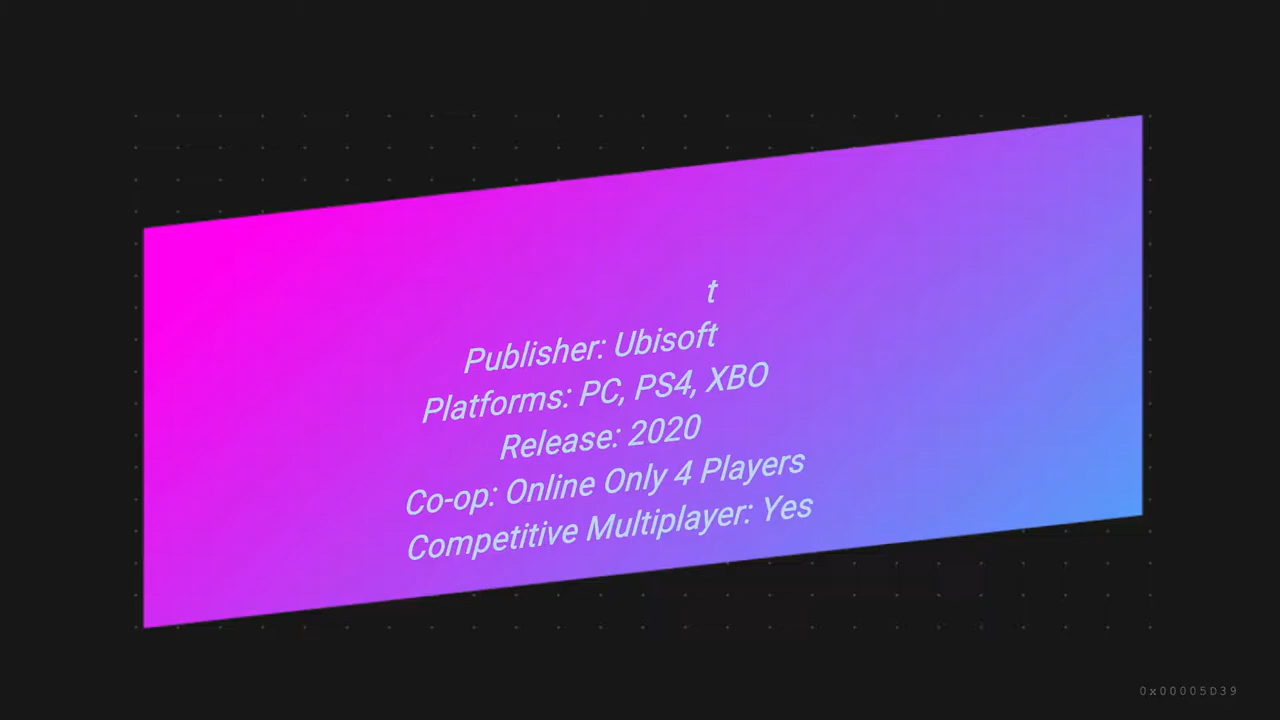 t
Publisher: Ubisoft
Platforms: PC, PS4, XBO
Release: 2020
Co-op: Online Only 4 Players
Competitive Multiplayer: Yes
0x00005D39